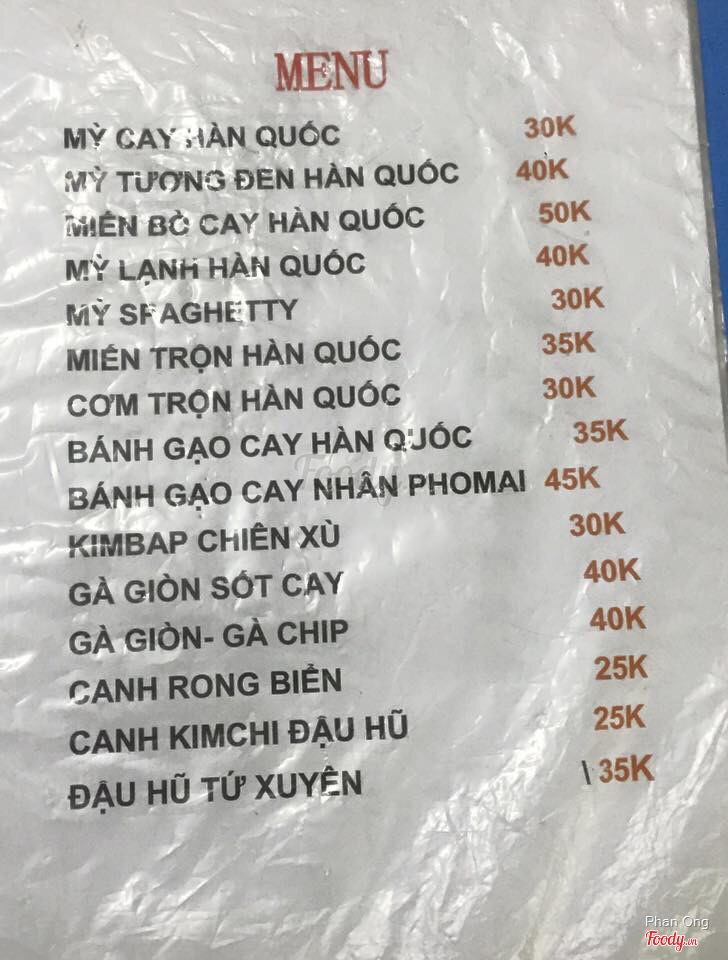 MENU
MỲ CAY HÀN QUỐC 30K
MỲ TƯƠNG ĐEN HÀN QUỐC 40K
MIẾN BÒ CAY HÀN QUỐC 50K
MỲ LẠNH HÀN QUỐC 40K
MỲ SPAGHETTY 30K
MIẾN TRỘN HÀN QUỐC 35K
CƠM TRỘN HÀN QUỐC 30K
BÁNH GẠO CAY HÀN QUỐC 35K
BÁNH GẠO CAY NHÂN PHOMAI 45K
KIMBAP CHIÊN XÙ 30K
GÀ GIÒN SỐT CAY 40K
GÀ GIÒN- GÀ CHIP 40K
CANH RONG BIỂN 25K
CANH KIMCHI ĐẬU HŨ 25K
ĐẬU HŨ TỨ XUYÊN 35K
Foody
Phan Ong
Foody.vn